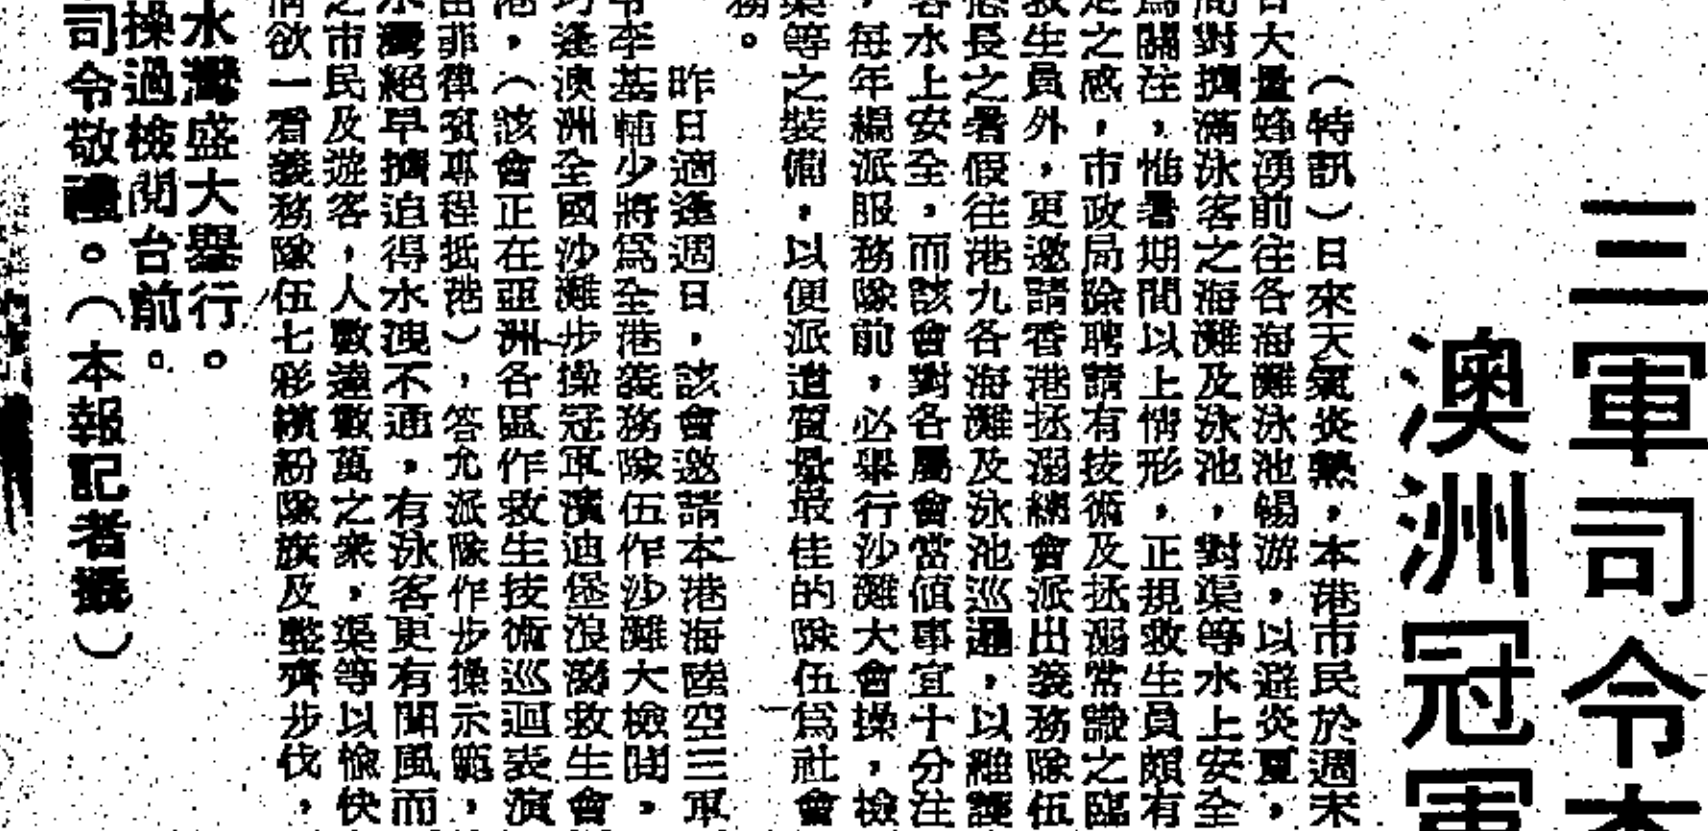 三軍司令本
澳洲冠軍
（特訊）日來天氣炎熱，本港市民於週末
日大量蜂湧前往各海灘泳池暢游，以避炎夏，
間對擠滿泳客之海灘及泳池，對渠等水上安全
爲關注，惟暑期間以上情形，正規救生員頗有
足之感，市政局除聘請有技術及拯溺常識之臨
救生員外，更邀請香港拯溺總會派出義務隊伍
悠長之暑假往港九各海灘及泳池巡邏，以維護
客水上安全，而該會對各屬會當值事宜十分注
，每年編派服務隊前，必舉行沙灘大會操，檢
渠等之裝備，以便派遣質量最佳的隊伍爲社會
務。
昨日適逢週日，該會邀請本港海陸空三軍
令李基輔少將爲全港義務隊伍作沙灘大檢閱，
巧逢澳洲全國沙灘步操冠軍濱迪堡浪潞救生會
港，（該會正在亞洲各區作救生技術巡迴表演
由菲律賓專程抵港），答允派隊作步操示範，
水灣絕早擠迫得水洩不通，有泳客更有聞風而
之市民及遊客，人數達數萬之衆，渠等以愉快
情欲一看義務隊伍七彩繽紛隊旗及整齊步伐，
水灣盛大舉行。
操過檢閱台前。
司令敬禮。（本報記者攝）